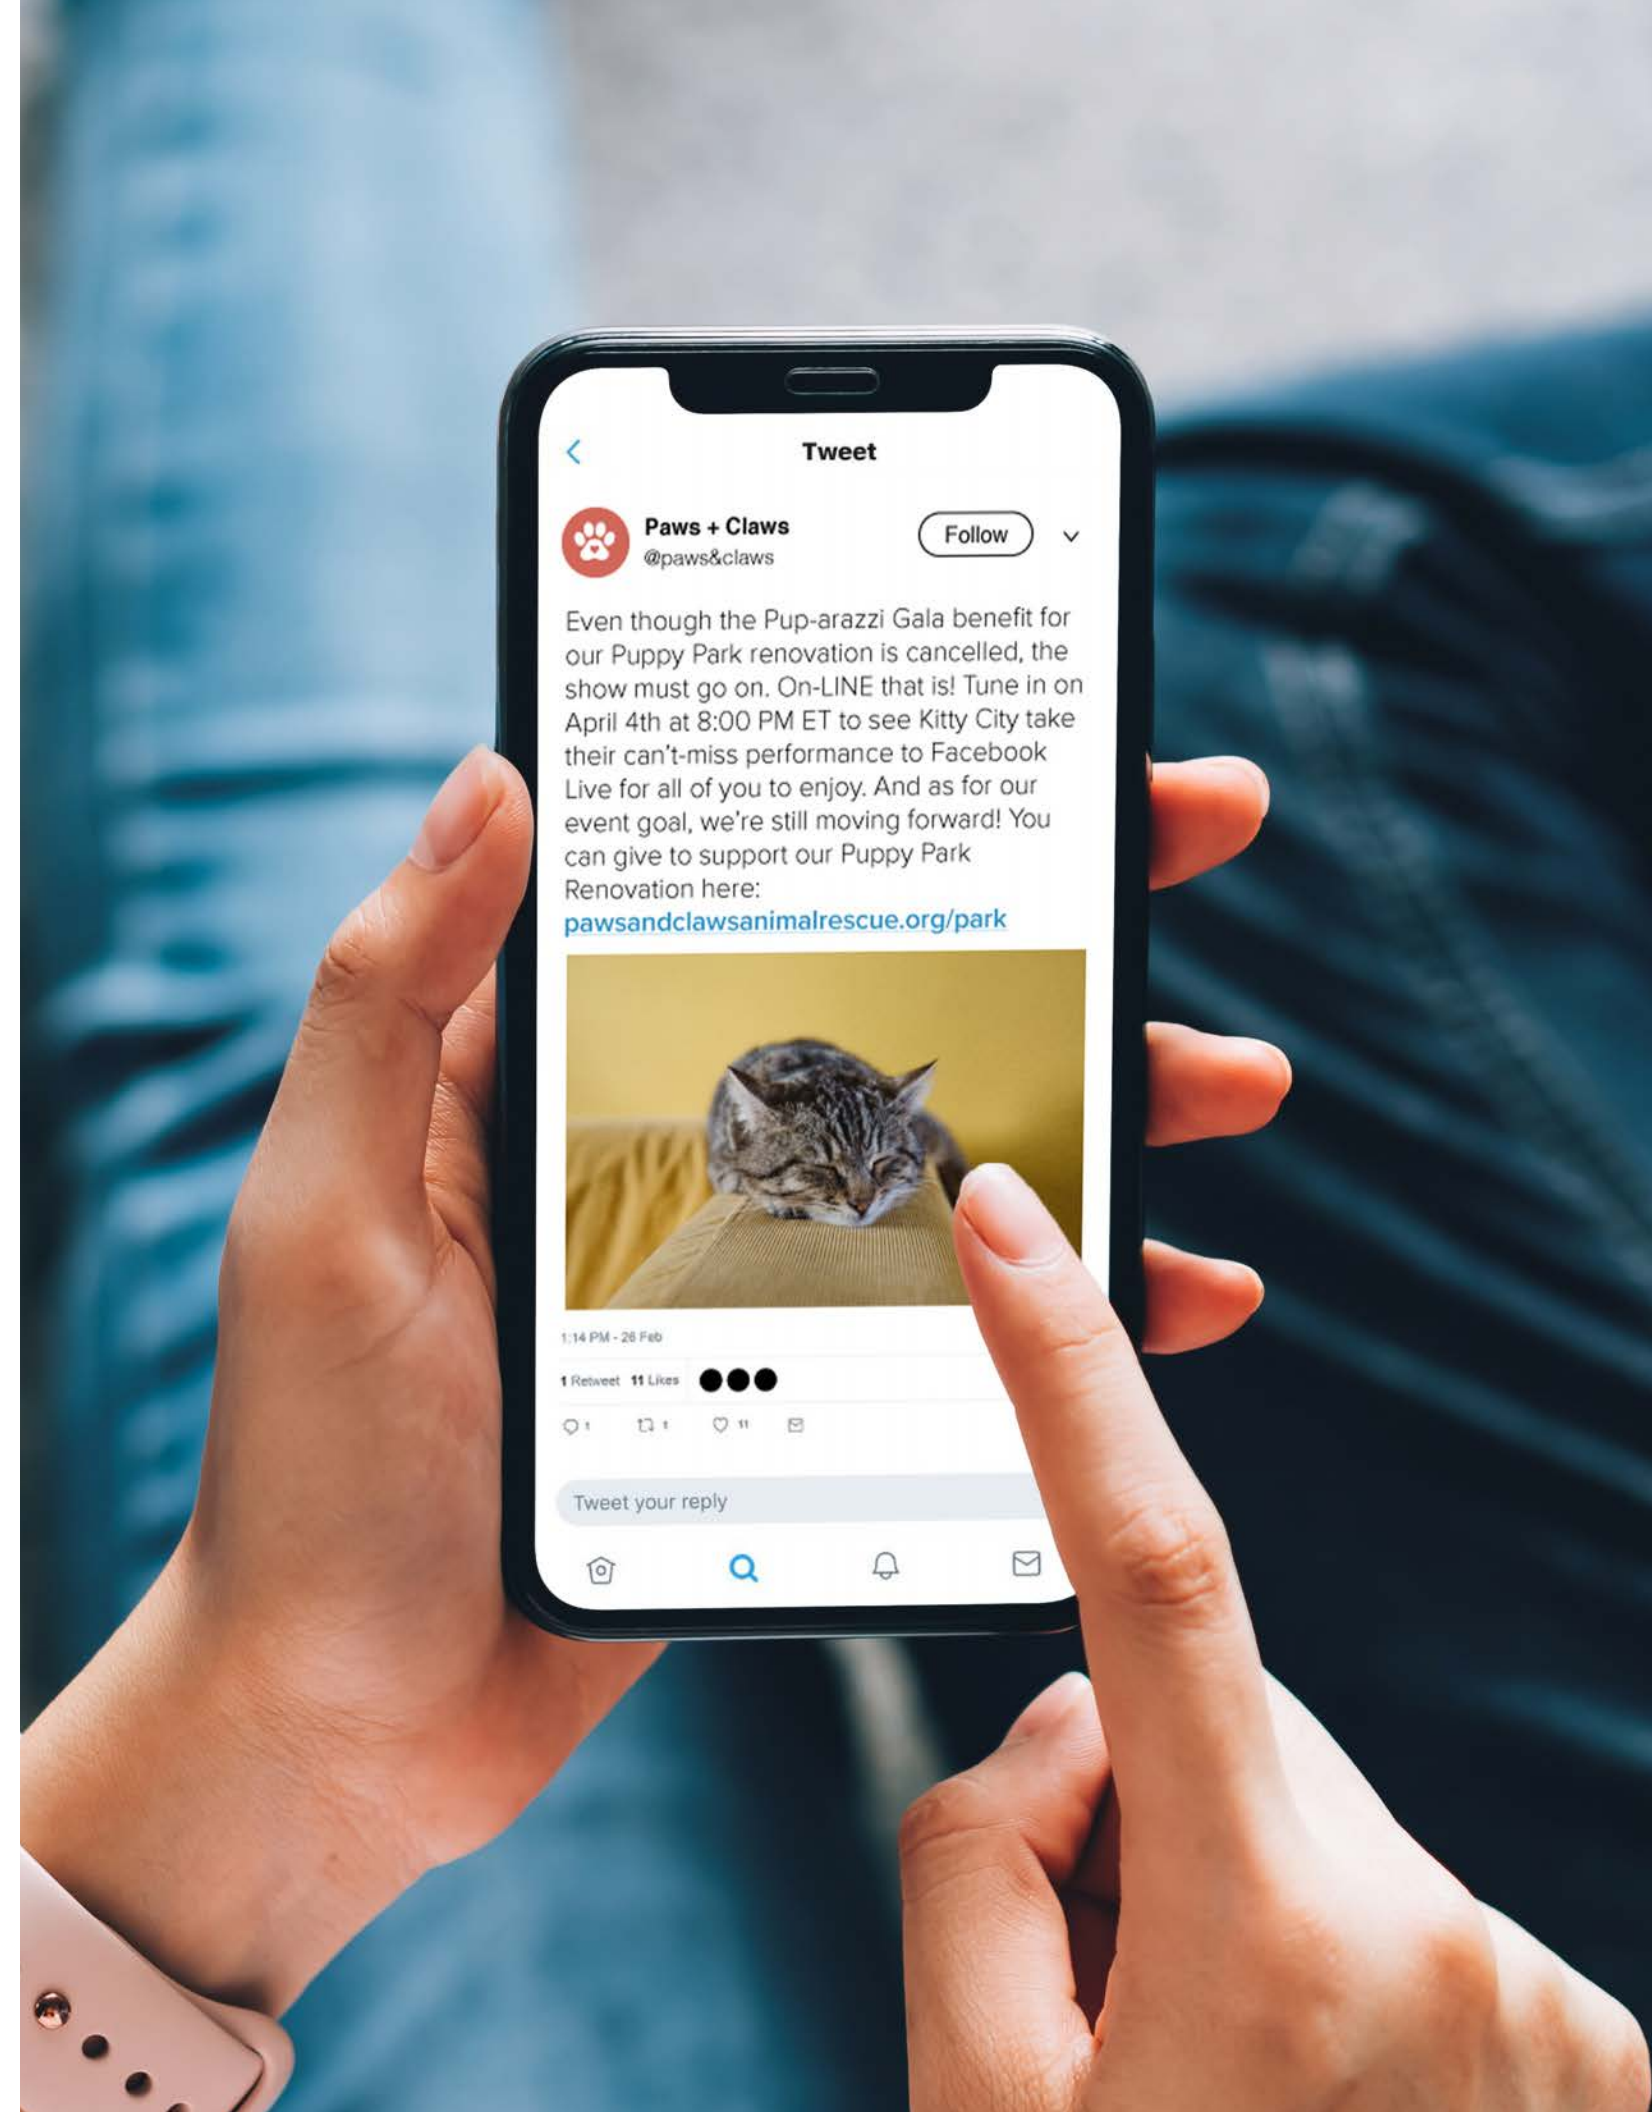 Tweet
Paws + Claws
@paws&claws
Follow
Even though the Pup-arazzi Gala benefit for
our Puppy Park renovation is cancelled, the
show must go on. On-LINE that is! Tune in on
April 4th at 8:00 PM ET to see Kitty City take
their can't-miss performance to Facebook
Live for all of you to enjoy. And as for our
event goal, we're still moving forward! You
can give to support our Puppy Park
Renovation here:
pawsandclawsanimalrescue.org/park
1:14 PM - 26 Feb
1 Retweet 11 Likes
1 1 11
Tweet your reply